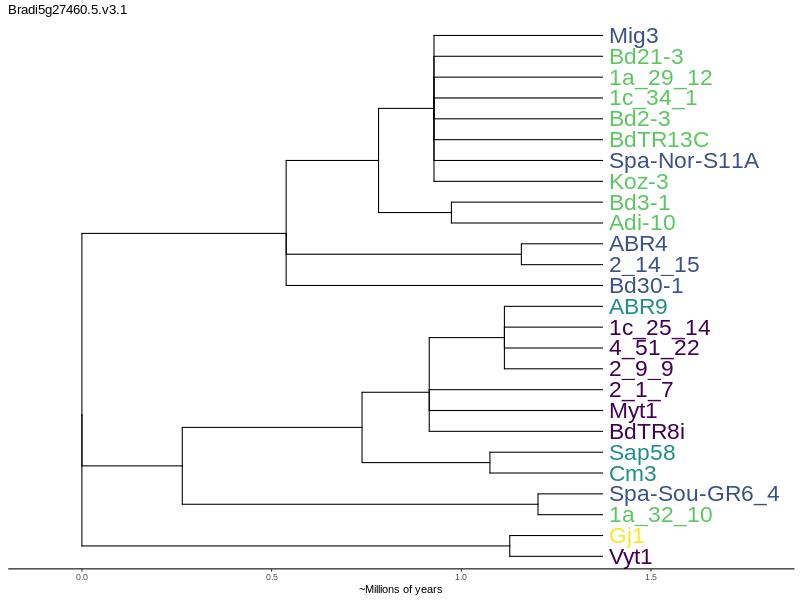 Bradi5g27460.5.v3.1
Mig3
Bd21-3
1a_29_12
1c_34_1
Bd2-3
BdTR13C
Spa-Nor-S11A
Koz-3
Bd3-1
Adi-10
ABR4
2_14_15
Bd30-1
ABR9
1c_25_14
4_51_22
2_9_9
2_1_7
Myt1
BdTR8i
Sap58
Cm3
Spa-Sou-GR6_4
1a_32_10
Gj1
Vyt1
0.0 0.5 1.0 1.5
~Millions of years